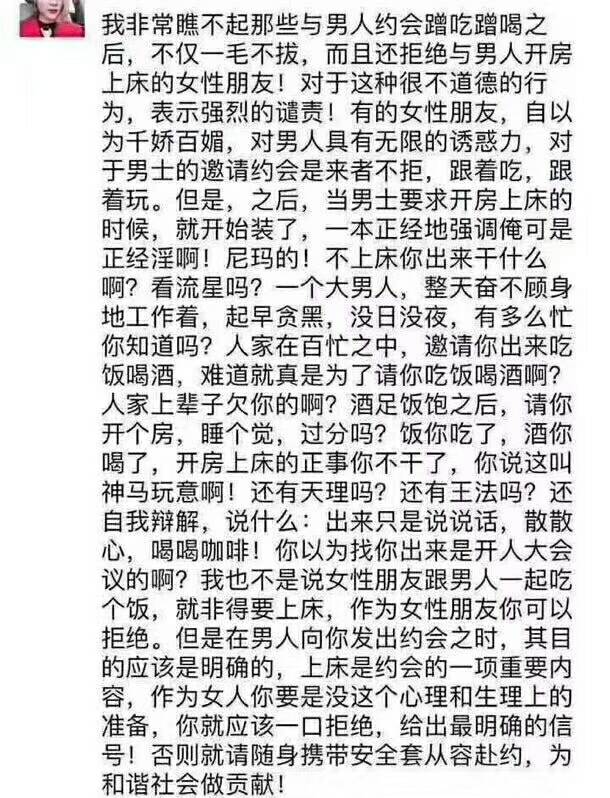 我非常瞧不起那些与男人约会蹭吃蹭喝之
后，不仅一毛不拔，而且还拒绝与男人开房
上床的女性朋友！对于这种很不道德的行
为，表示强烈的谴责！有的女性朋友，自以
为千娇百媚，对男人具有无限的诱惑力，对
于男士的邀请约会是来者不拒，跟着吃，跟
着玩。但是，之后，当男士要求开房上床的
时候，就开始装了，一本正经地强调俺可是
正经淫啊！尼玛的！不上床你出来干什么
啊？看流星吗？一个大男人，整天奋不顾身
地工作着，起早贪黑，没日没夜，有多么忙
你知道吗？人家在百忙之中，邀请你出来吃
饭喝酒，难道就真是为了请你吃饭喝酒啊？
人家上辈子欠你的啊？酒足饭饱之后，请你
开个房，睡个觉，过分吗？饭你吃了，酒你
喝了，开房上床的正事你不干了，你说这叫
神马玩意啊！还有天理吗？还有王法吗？还
自我辩解，说什么：出来只是说说话，散散
心，喝喝咖啡！你以为找你出来是开人大会
议的啊？我也不是说女性朋友跟男人一起吃
个饭，就非得要上床，作为女性朋友你可以
拒绝。但是在男人向你发出约会之时，其目
的应该是明确的，上床是约会的一项重要内
容，作为女人你要是没这个心理和生理上的
准备，你就应该一口拒绝，给出最明确的信
号！否则就请随身携带安全套从容赴约，为
和谐社会做贡献！